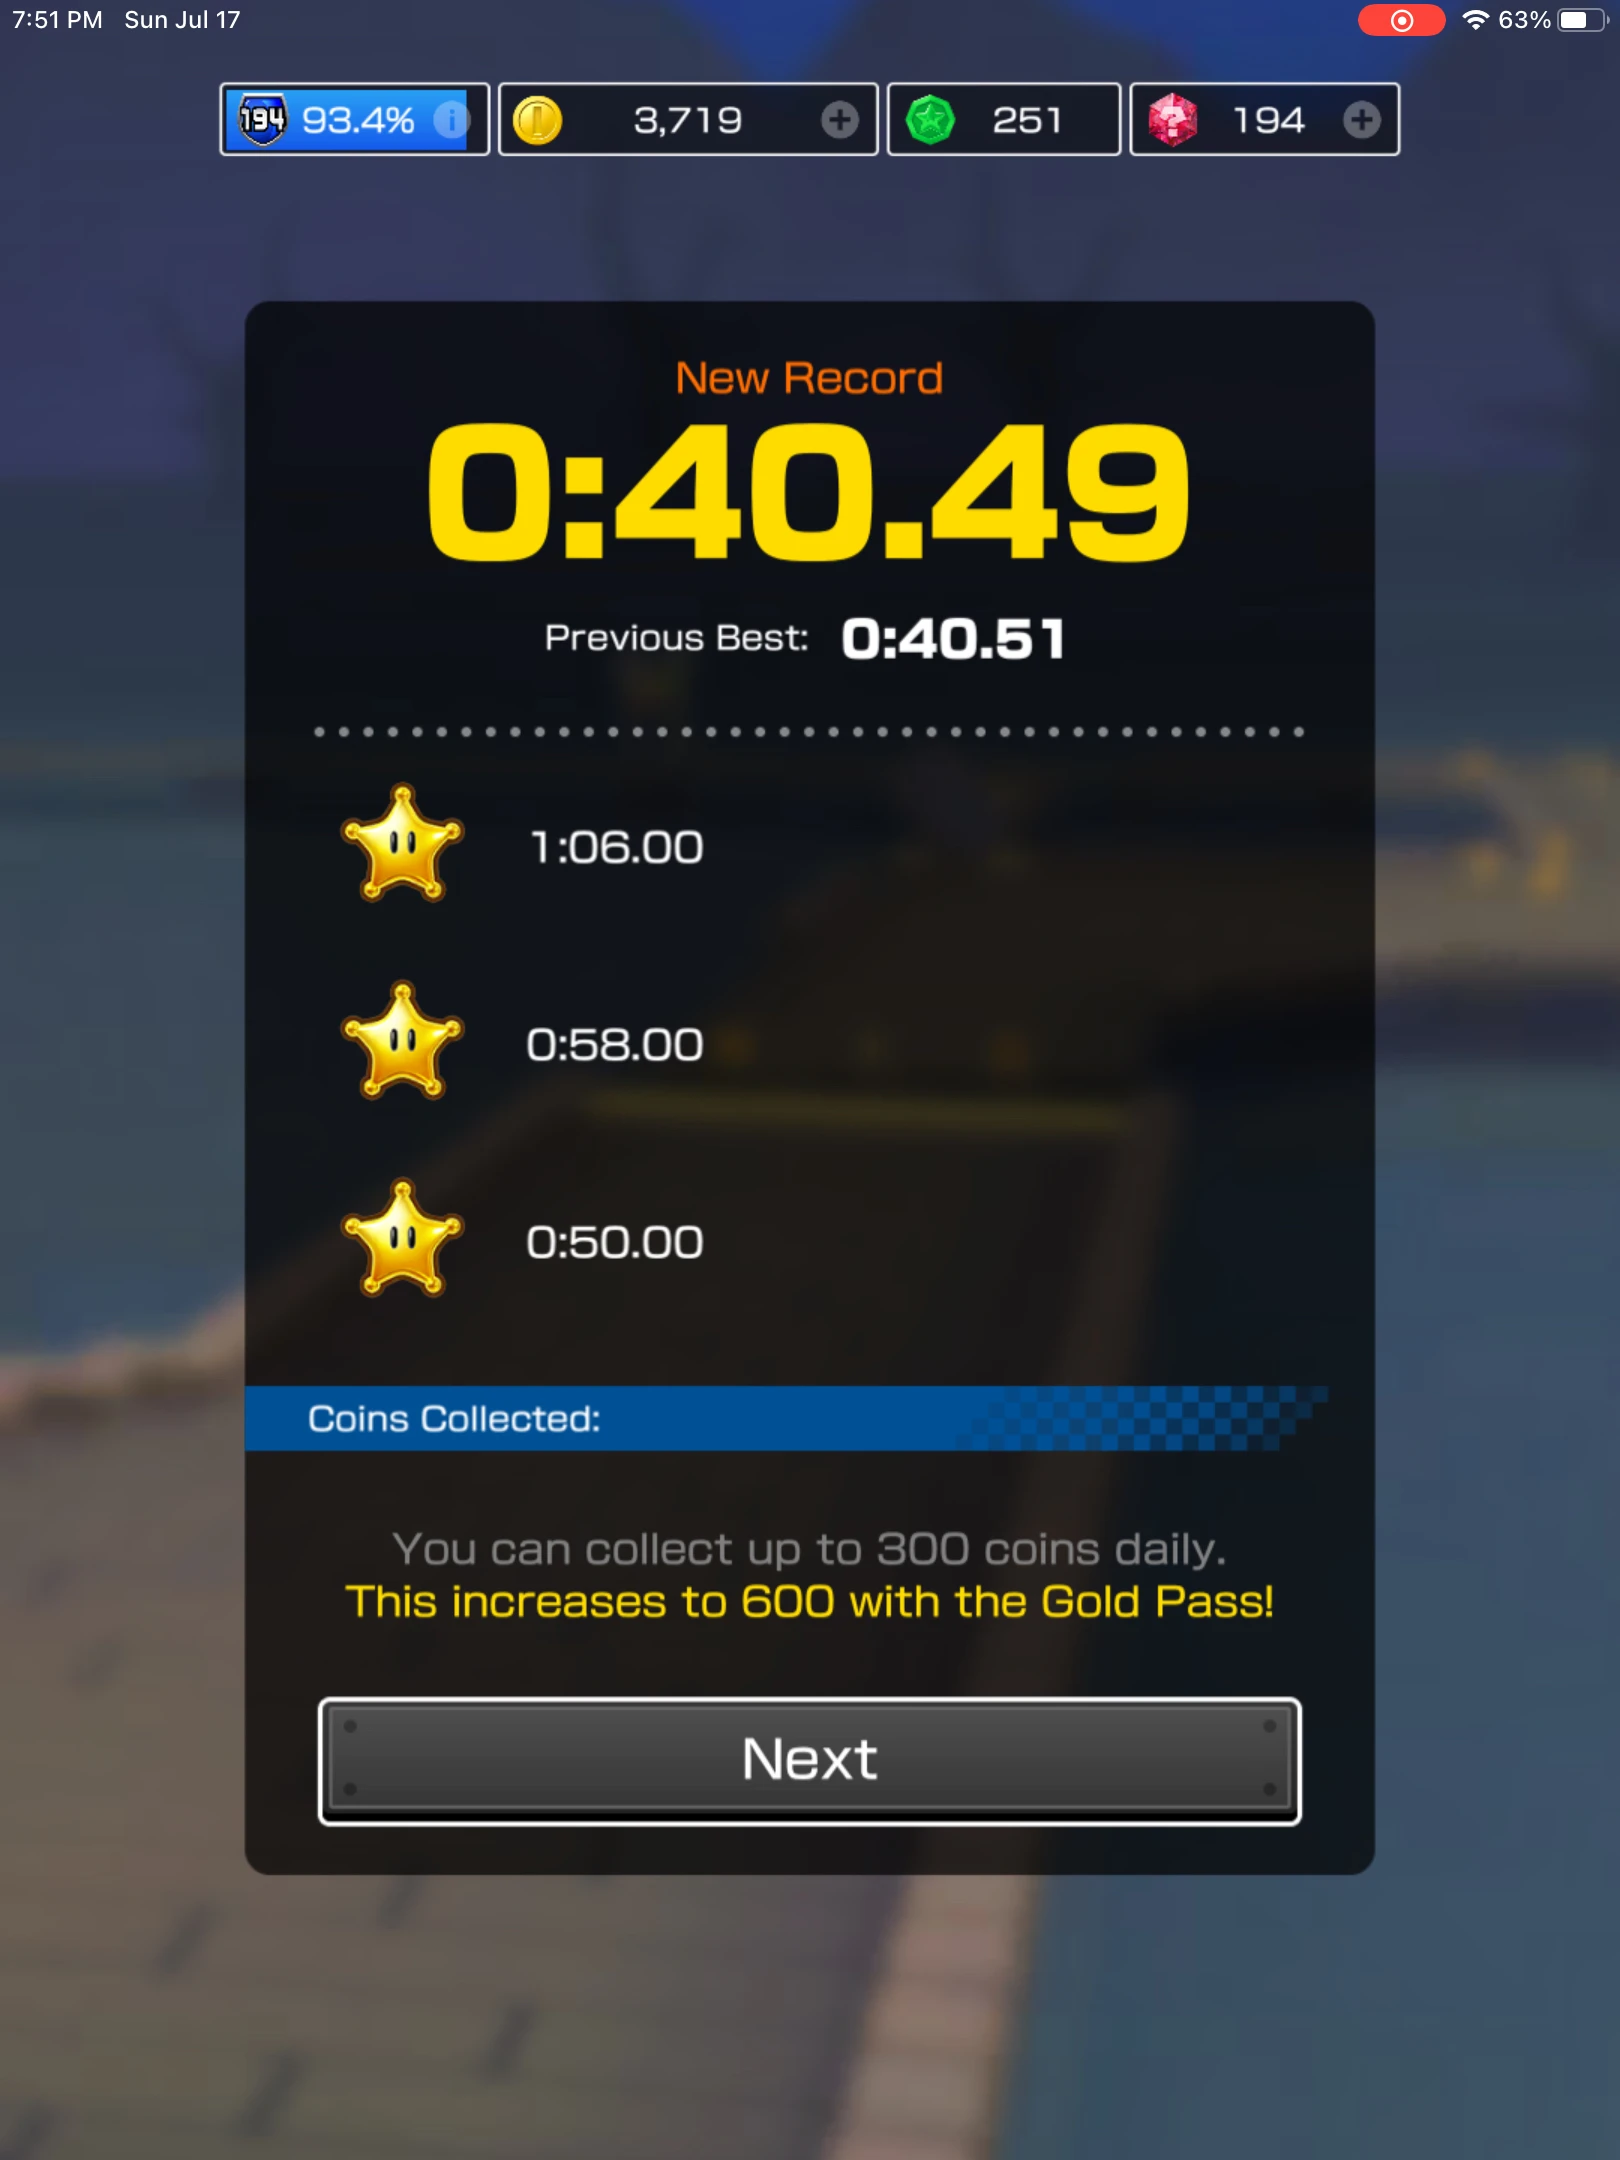 7:51 PM Sun Jul 17 63%
194 93.4% i 3,719 + 251 ? 194 +
New Record
0:40.49
Previous Best: 0:40.51
1:06.00
0:58.00
0:50.00
Coins Collected:
You can collect up to 300 coins daily.
This increases to 600 with the Gold Pass!
Next